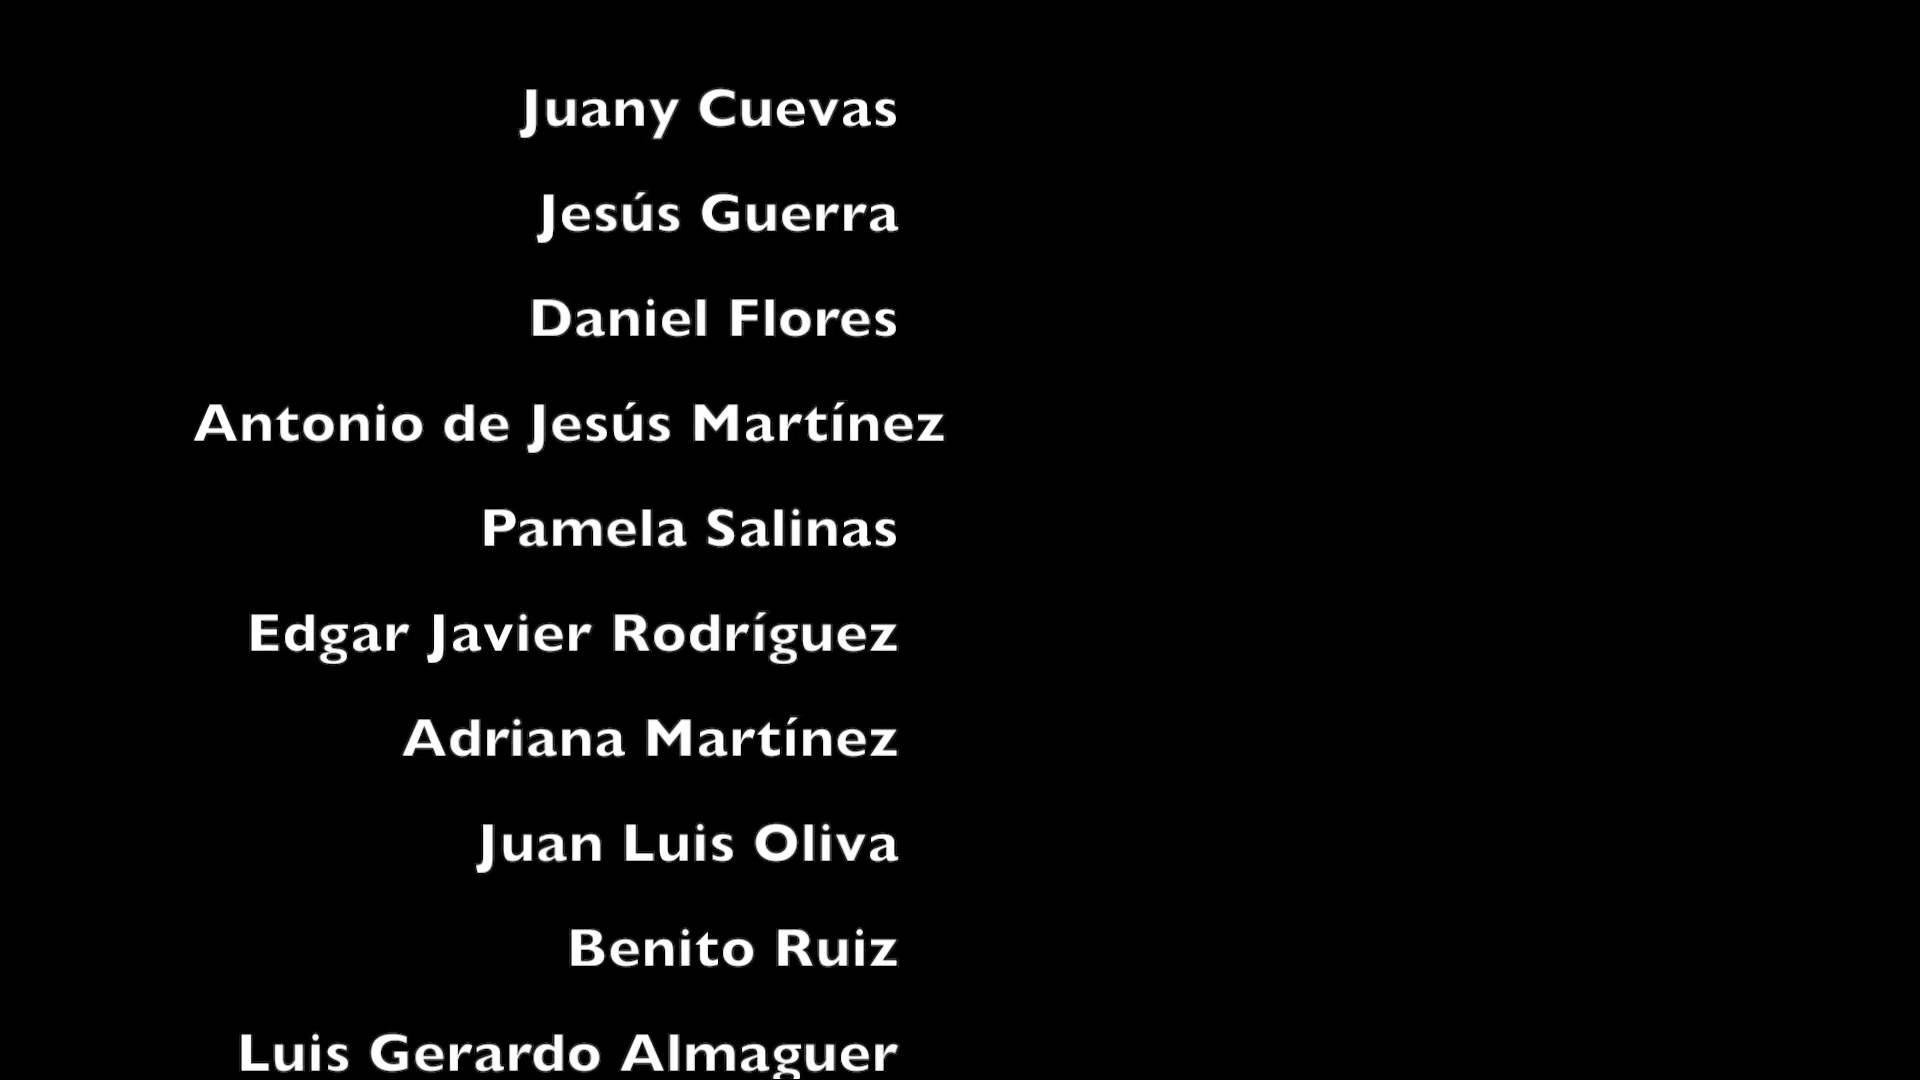 Juany Cuevas
Jesús Guerra
Daniel Flores
Antonio de Jesús Martínez
Pamela Salinas
Edgar Javier Rodríguez
Adriana Martínez
Juan Luis Oliva
Benito Ruiz
Luis Gerardo Almaguer